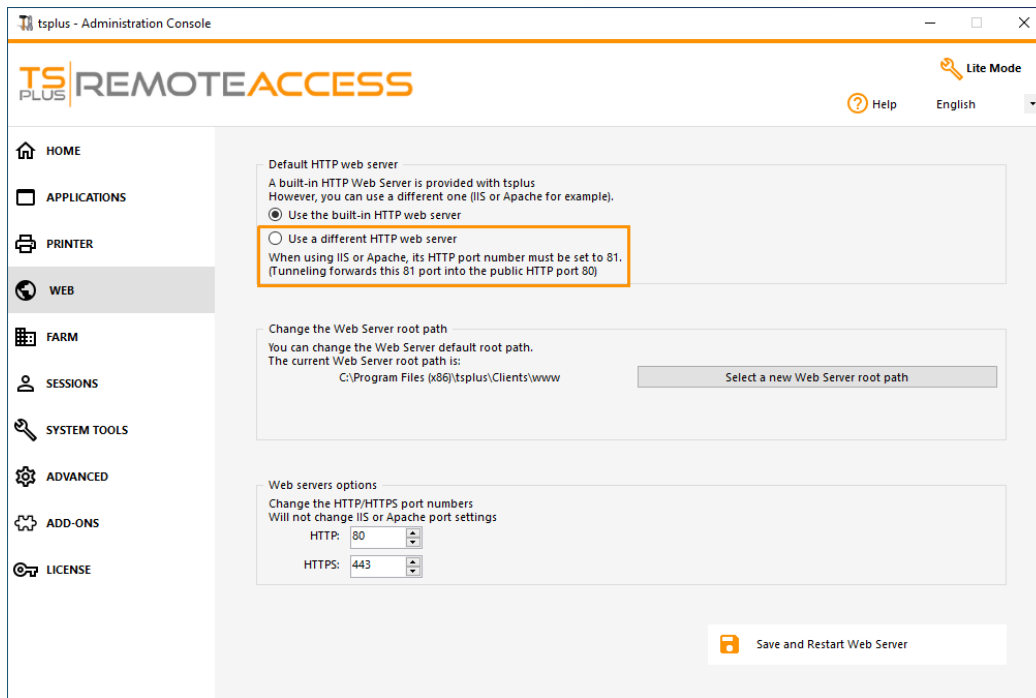 tsplus - Administration Console
TS PLUS REMOTEACCESS
Lite Mode
Help
English
HOME
APPLICATIONS
PRINTER
WEB
FARM
SESSIONS
SYSTEM TOOLS
ADVANCED
ADD-ONS
LICENSE
Default HTTP web server
A built-in HTTP Web Server is provided with tsplus
However, you can use a different one (IIS or Apache for example).
Use the built-in HTTP web server
Use a different HTTP web server
When using IIS or Apache, its HTTP port number must be set to 81.
(Tunneling forwards this 81 port into the public HTTP port 80)
Change the Web Server root path
You can change the Web Server default root path.
The current Web Server root path is:
C:\Program Files (x86)\tsplus\Clients\www
Select a new Web Server root path
Web servers options
Change the HTTP/HTTPS port numbers
Will not change IIS or Apache port settings
HTTP: 80
HTTPS: 443
Save and Restart Web Server